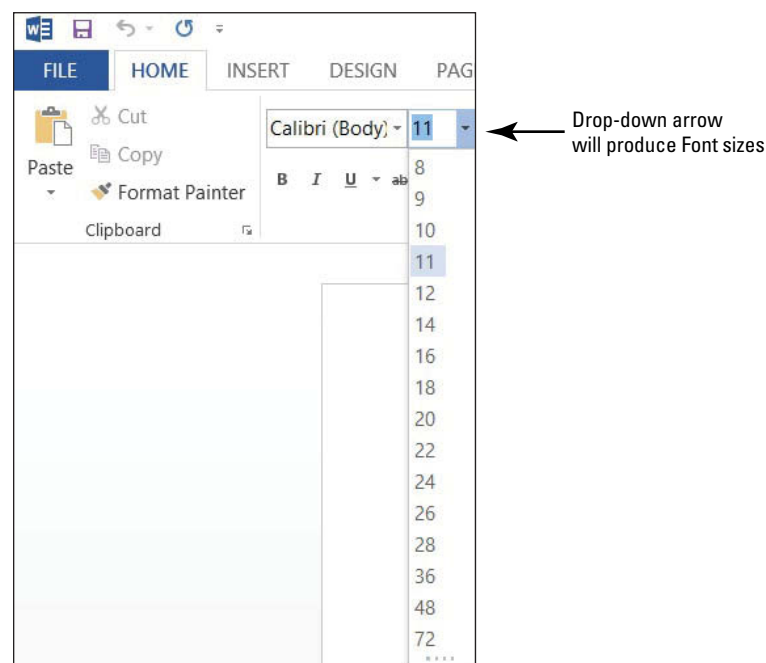 W
FILE HOME INSERT DESIGN PAG
Cut
Copy
Paste
Format Painter
Clipboard
Calibri (Body) 11
B I U ab
8
9
10
11
12
14
16
18
20
22
24
26
28
36
48
72
Drop-down arrow
will produce Font sizes